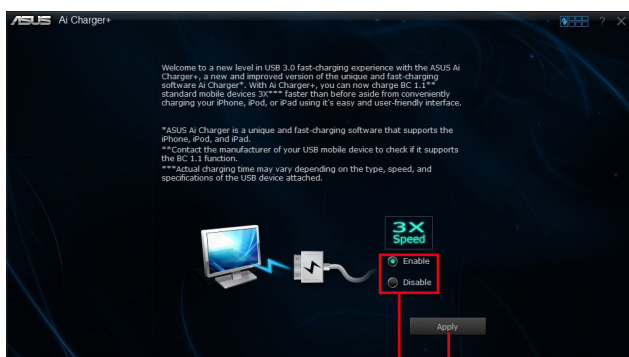 ASUS Ai Charger+ ? X
Welcome to a new level in USB 3.0 fast-charging experience with the ASUS Ai
Charger+, a new and improved version of the unique and fast-charging
software Ai Charger*. With Ai Charger+, you can now charge BC 1.1**
standard mobile devices 3X*** faster than before aside from conveniently
charging your iPhone, iPod, or iPad using it's easy and user-friendly interface.
*ASUS Ai Charger is a unique and fast-charging software that supports the
iPhone, iPod, and iPad.
**Contact the manufacturer of your USB mobile device to check if it supports
the BC 1.1 function.
***Actual charging time may vary depending on the type, speed, and
specifications of the USB device attached.
3X
Speed
Enable
Disable
Apply